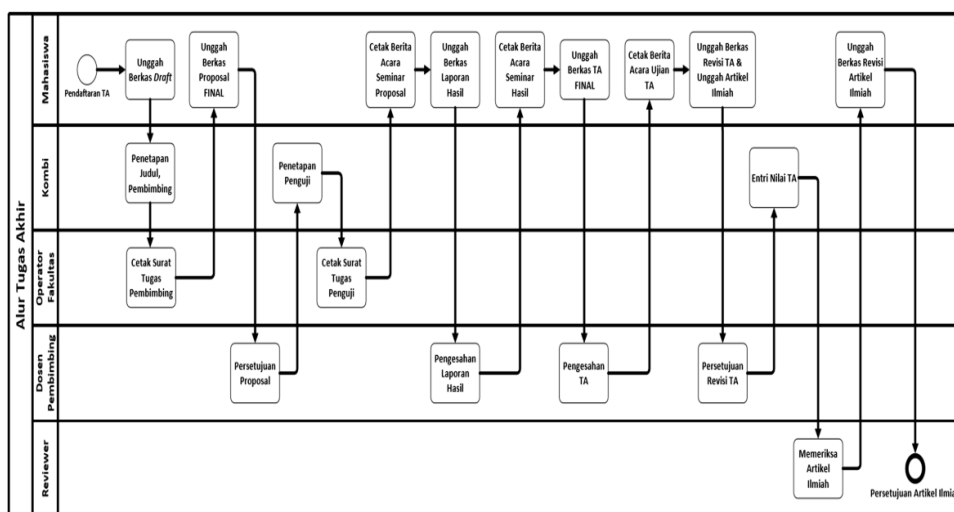 Alur Tugas Akhir
Mahasiswa
Pendaftaran TA
Unggah
Berkas Draft
Unggah
Berkas
Proposal
FINAL
Cetak Berita
Acara
Seminar
Proposal
Unggah
Berkas
Laporan
Hasil
Cetak Berita
Acara
Seminar
Hasil
Unggah
Berkas TA
FINAL
Cetak Berita
Acara Ujian
TA
Unggah Berkas
Revisi TA &
Unggah Artikel
Ilmiah
Unggah
Berkas Revisi
Artikel
Ilmiah
Kombi
Penetapan
Judul,
Pembimbing
Penetapan
Penguji
Entri Nilai TA
Operator
Fakultas
Cetak Surat
Tugas
Pembimbing
Cetak Surat
Tugas
Penguji
Dosen
Pembimbing
Persetujuan
Proposal
Pengesahan
Laporan
Hasil
Pengesahan
TA
Persetujuan
Revisi TA
Reviewer
Memeriksa
Artikel
Ilmiah
Persetujuan Artikel Ilmia